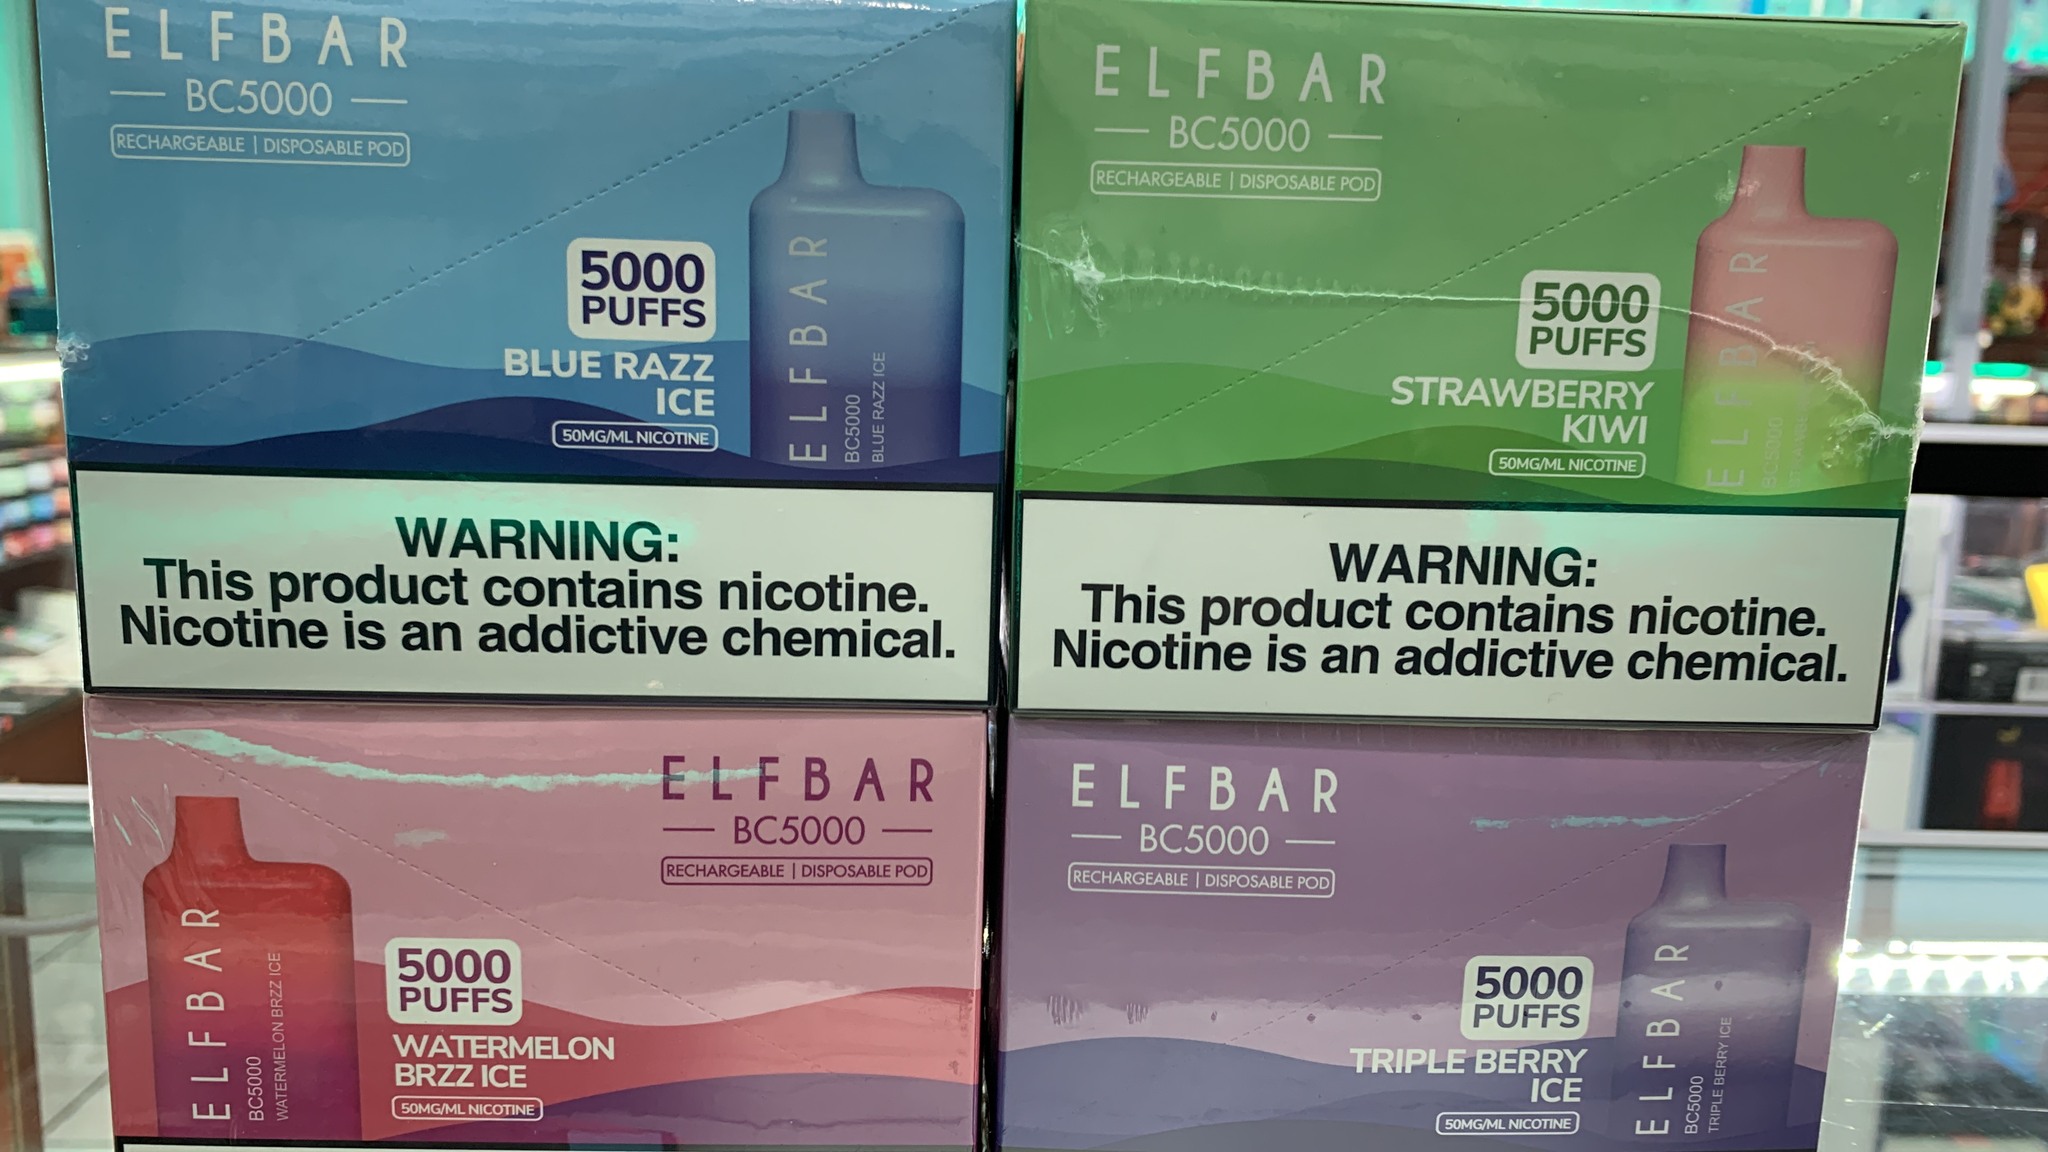 ELFBAR
BC5000
RECHARGEABLE | DISPOSABLE POD
5000
PUFFS
BLUE RAZZ
ICE
50MG/ML NICOTINE
ELFBAR
BC5000
BLUE RAZZ ICE
WARNING:
This product contains nicotine.
Nicotine is an addictive chemical.
ELFBAR
BC5000
RECHARGEABLE | DISPOSABLE POD
5000
PUFFS
STRAWBERRY
KIWI
50MG/ML NICOTINE
ELFBAR
BC5000
WARNING:
This product contains nicotine.
Nicotine is an addictive chemical.
ELFBAR
BC5000
RECHARGEABLE | DISPOSABLE POD
ELFBAR
BC5000
WATERMELON BRZZ ICE
5000
PUFFS
WATERMELON
BRZZ ICE
50MG/ML NICOTINE
ELFBAR
BC5000
RECHARGEABLE | DISPOSABLE POD
5000
PUFFS
TRIPLE BERRY
ICE
50MG/ML NICOTINE
ELFBAR
BC5000
TRIPLE BERRY ICE